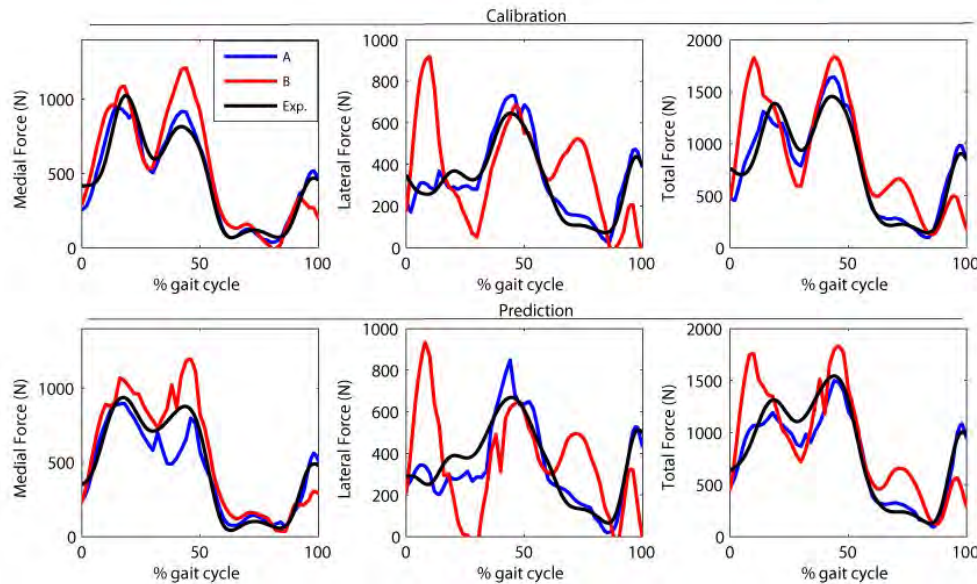 Calibration
Medial Force (N)
1000
500
0
0
50
100
% gait cycle
A
B
Exp.
Lateral Force (N)
1000
800
600
400
200
0
0
50
100
% gait cycle
Total Force (N)
2000
1500
1000
500
0
0
50
100
% gait cycle
Prediction
Medial Force (N)
1000
500
0
0
50
100
% gait cycle
Lateral Force (N)
1000
800
600
400
200
0
0
50
100
% gait cycle
Total Force (N)
2000
1500
1000
500
0
0
50
100
% gait cycle